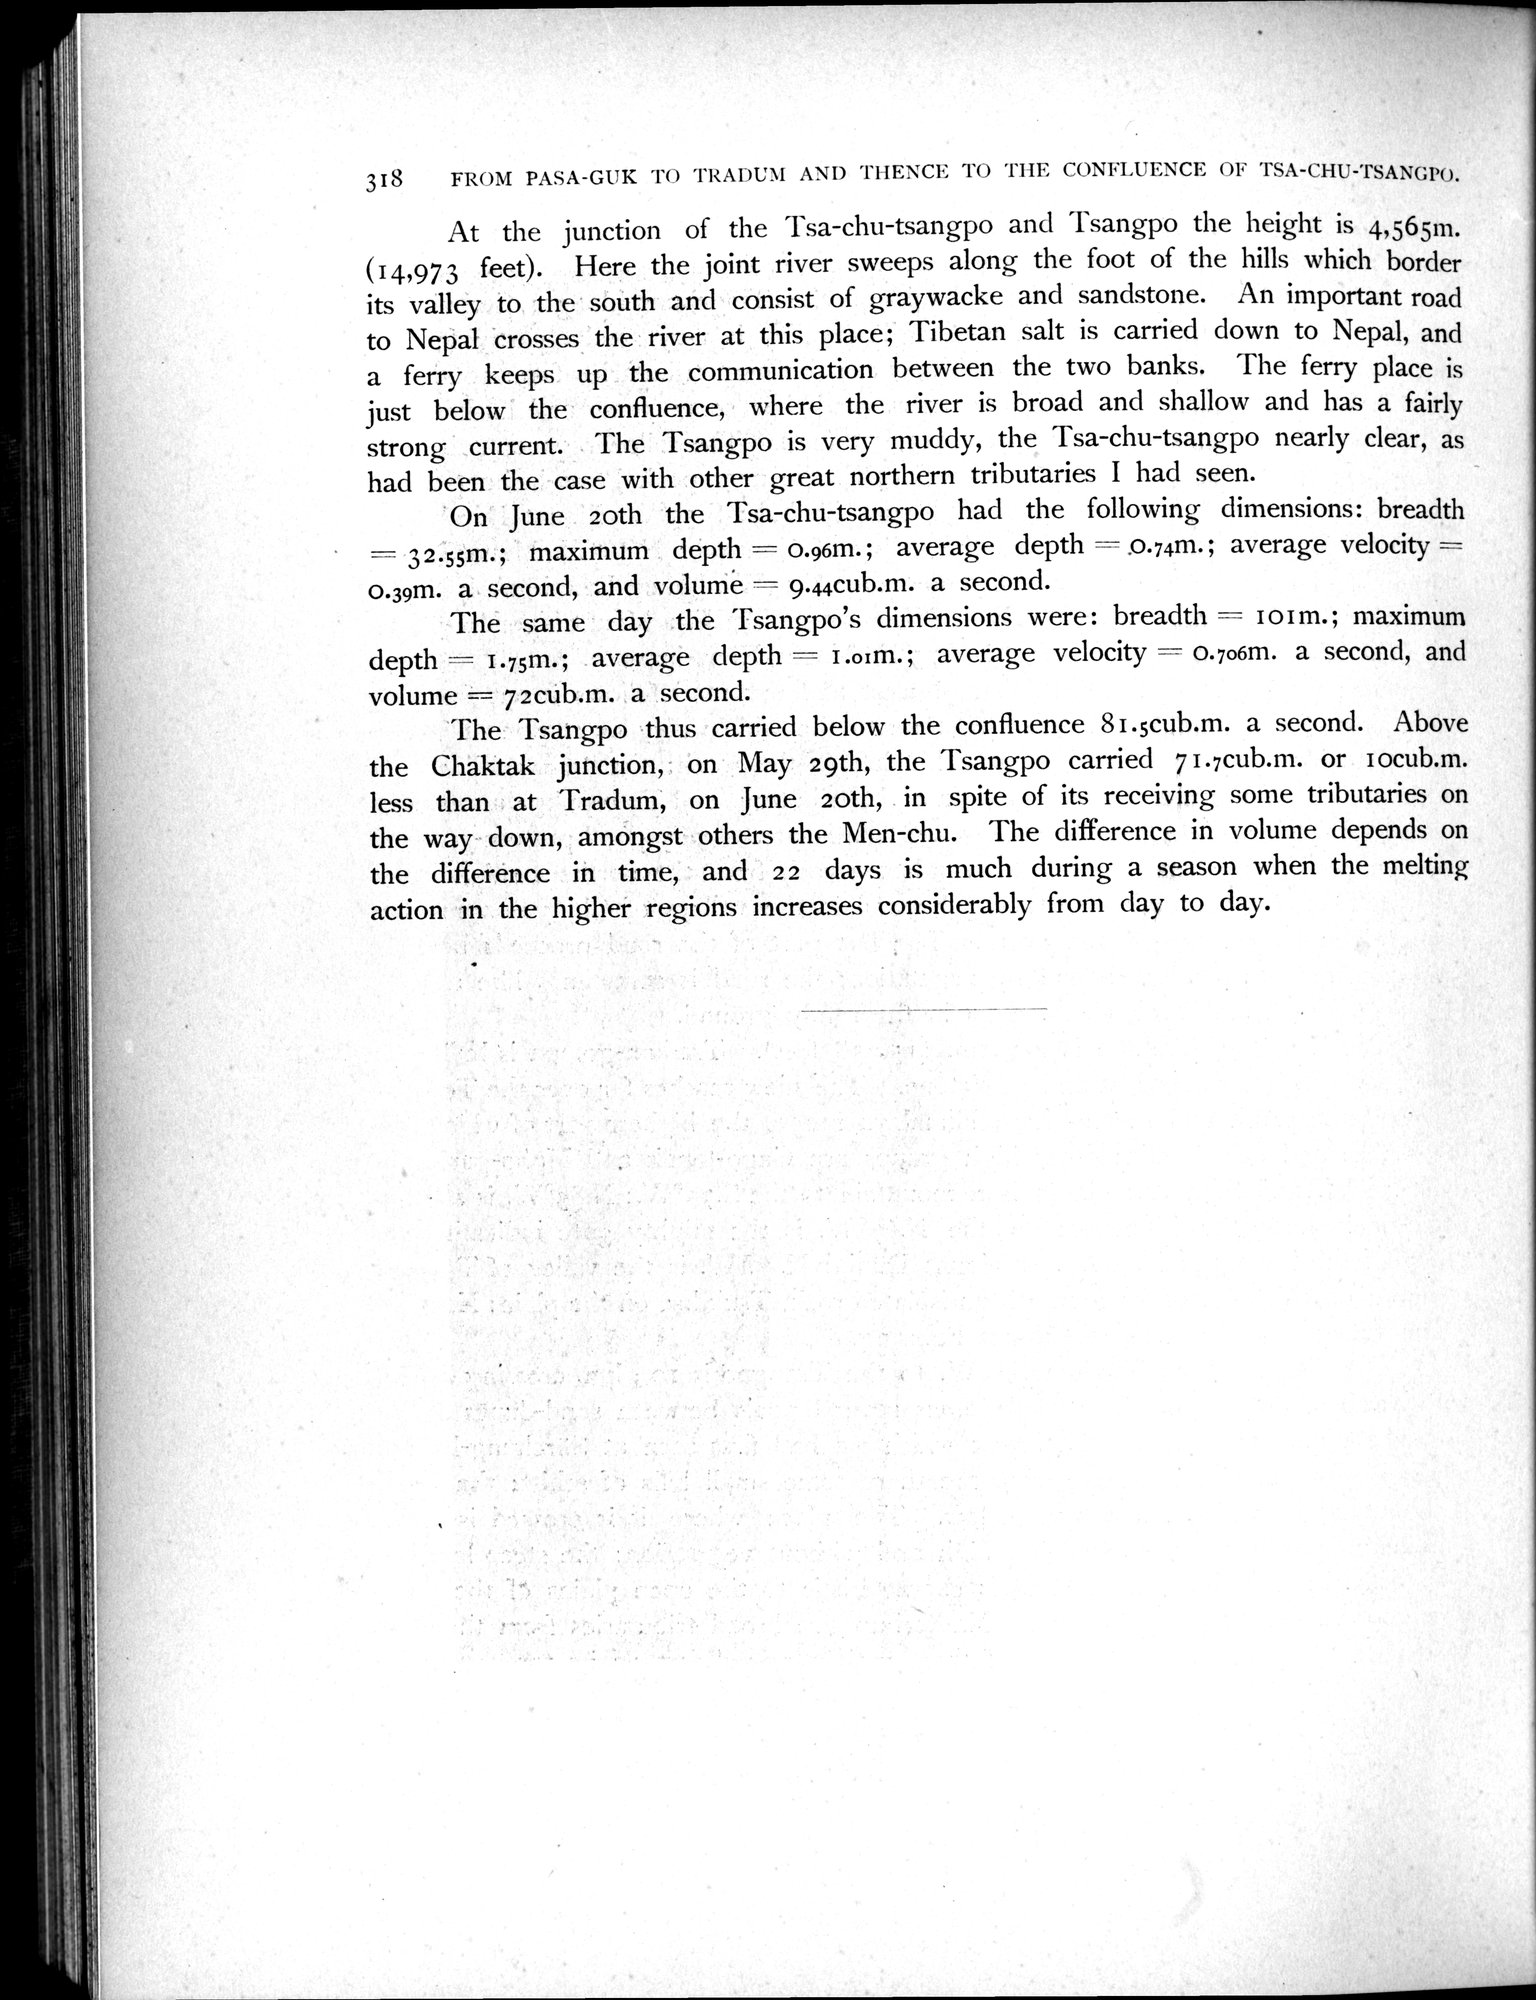 318 FROM PASA-GUK TO TRADUM AND THENCE TO THE CONFLUENCE OF TSA-CHU-TSANGPO.
At the junction of the Tsa-chu-tsangpo and Tsangpo the height is 4,565m.
(14,973 feet). Here the joint river sweeps along the foot of the hills which border
its valley to the south and consist of graywacke and sandstone. An important road
to Nepal crosses the river at this place; Tibetan salt is carried down to Nepal, and
a ferry keeps up the communication between the two banks. The ferry place is
just below the confluence, where the river is broad and shallow and has a fairly
strong current. The Tsangpo is very muddy, the Tsa-chu-tsangpo nearly clear, as
had been the case with other great northern tributaries I had seen.
On June 20th the Tsa-chu-tsangpo had the following dimensions: breadth
= 32.55m.; maximum depth = 0.96m.; average depth = 0.74m.; average velocity =
0.39m. a second, and volume = 9.44cub.m. a second.
The same day the Tsangpo's dimensions were: breadth = 101m.; maximum
depth = 1.75m.; average depth = 1.01m.; average velocity = 0.706m. a second, and
volume = 72cub.m. a second.
The Tsangpo thus carried below the confluence 81.5cub.m. a second. Above
the Chaktak junction, on May 29th, the Tsangpo carried 71.7cub.m. or 10cub.m.
less than at Tradum, on June 20th, in spite of its receiving some tributaries on
the way down, amongst others the Men-chu. The difference in volume depends on
the difference in time, and 22 days is much during a season when the melting
action in the higher regions increases considerably from day to day.